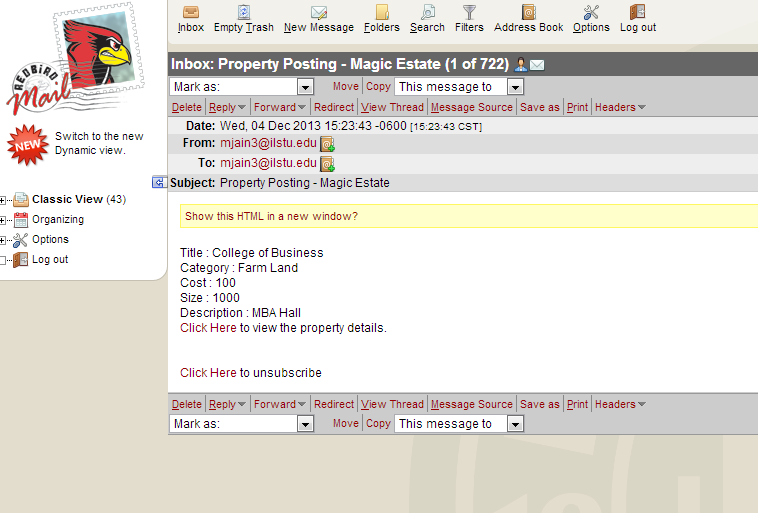 REDBIRD
Mail
NEW
Switch to the new
Dynamic view.
Classic View (43)
Organizing
Options
Log out
Inbox Empty Trash New Message Folders Search Filters Address Book Options Log out
Inbox: Property Posting - Magic Estate (1 of 722)
Mark as: Move Copy This message to
Delete Reply Forward Redirect View Thread Message Source Save as Print Headers
Date: Wed, 04 Dec 2013 15:23:43 -0600 [15:23:43 CST]
From: mjain3@ilstu.edu
To: mjain3@ilstu.edu
Subject: Property Posting - Magic Estate
Show this HTML in a new window?
Title : College of Business
Category : Farm Land
Cost : 100
Size : 1000
Description : MBA Hall
Click Here to view the property details.
Click Here to unsubscribe
Delete Reply Forward Redirect View Thread Message Source Save as Print Headers
Mark as: Move Copy This message to